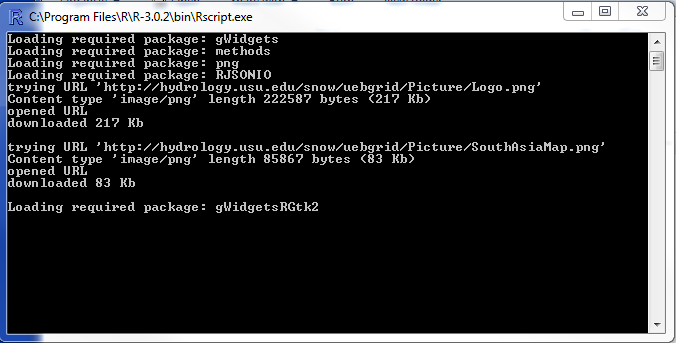 C:\Program Files\R\R-3.0.2\bin\Rscript.exe
Loading required package: gWidgets
Loading required package: methods
Loading required package: png
Loading required package: RJSONIO
trying URL 'http://hydrology.usu.edu/snow/uebgrid/Picture/Logo.png'
Content type 'image/png' length 222587 bytes (217 Kb)
opened URL
downloaded 217 Kb
trying URL 'http://hydrology.usu.edu/snow/uebgrid/Picture/SouthAsiaMap.png'
Content type 'image/png' length 85867 bytes (83 Kb)
opened URL
downloaded 83 Kb
Loading required package: gWidgetsRGtk2